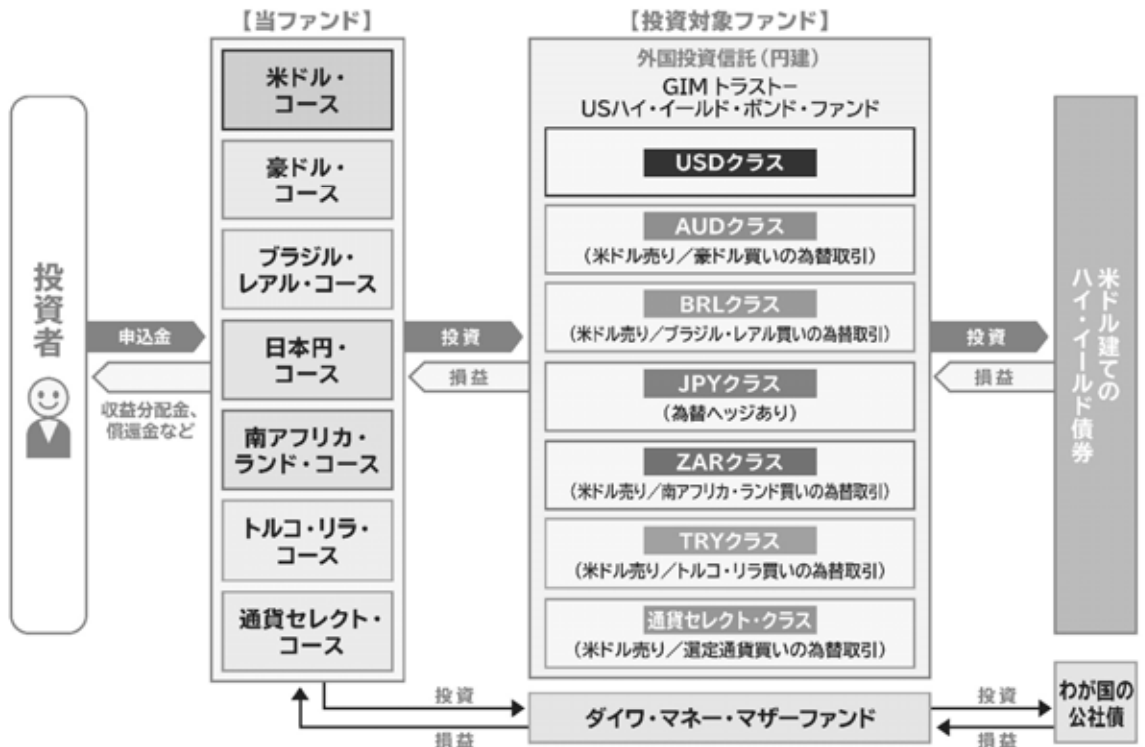 【当ファンド】
【投資対象ファンド】
投資者
申込金
収益分配金、
償還金など
米ドル・
コース
豪ドル・
コース
ブラジル・
レアル・コース
日本円・
コース
南アフリカ・
ランド・コース
トルコ・リラ・
コース
通貨セレクト・
コース
投資
損益
外国投資信託（円建）
GIMトラスト－
USハイ・イールド・ボンド・ファンド
USDクラス
AUDクラス
（米ドル売り／豪ドル買いの為替取引）
BRLクラス
（米ドル売り／ブラジル・レアル買いの為替取引）
JPYクラス
（為替ヘッジあり）
ZARクラス
（米ドル売り／南アフリカ・ランド買いの為替取引）
TRYクラス
（米ドル売り／トルコ・リラ買いの為替取引）
通貨セレクト・クラス
（米ドル売り／選定通貨買いの為替取引）
投資
損益
米ドル建ての
ハイ・イールド債券
投資
損益
ダイワ・マネー・マザーファンド
投資
損益
わが国の
公社債